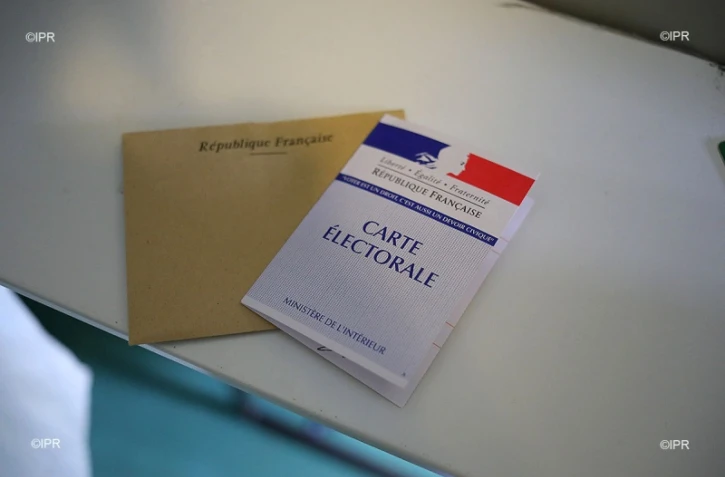 ©IPR
©IPR
République Française
Liberté • Égalité • Fraternité
RÉPUBLIQUE FRANÇAISE
"VOTER EST UN DROIT, C'EST AUSSI UN DEVOIR CIVIQUE"
CARTE
ÉLECTORALE
MINISTÈRE DE L'INTÉRIEUR
©IPR
©IPR